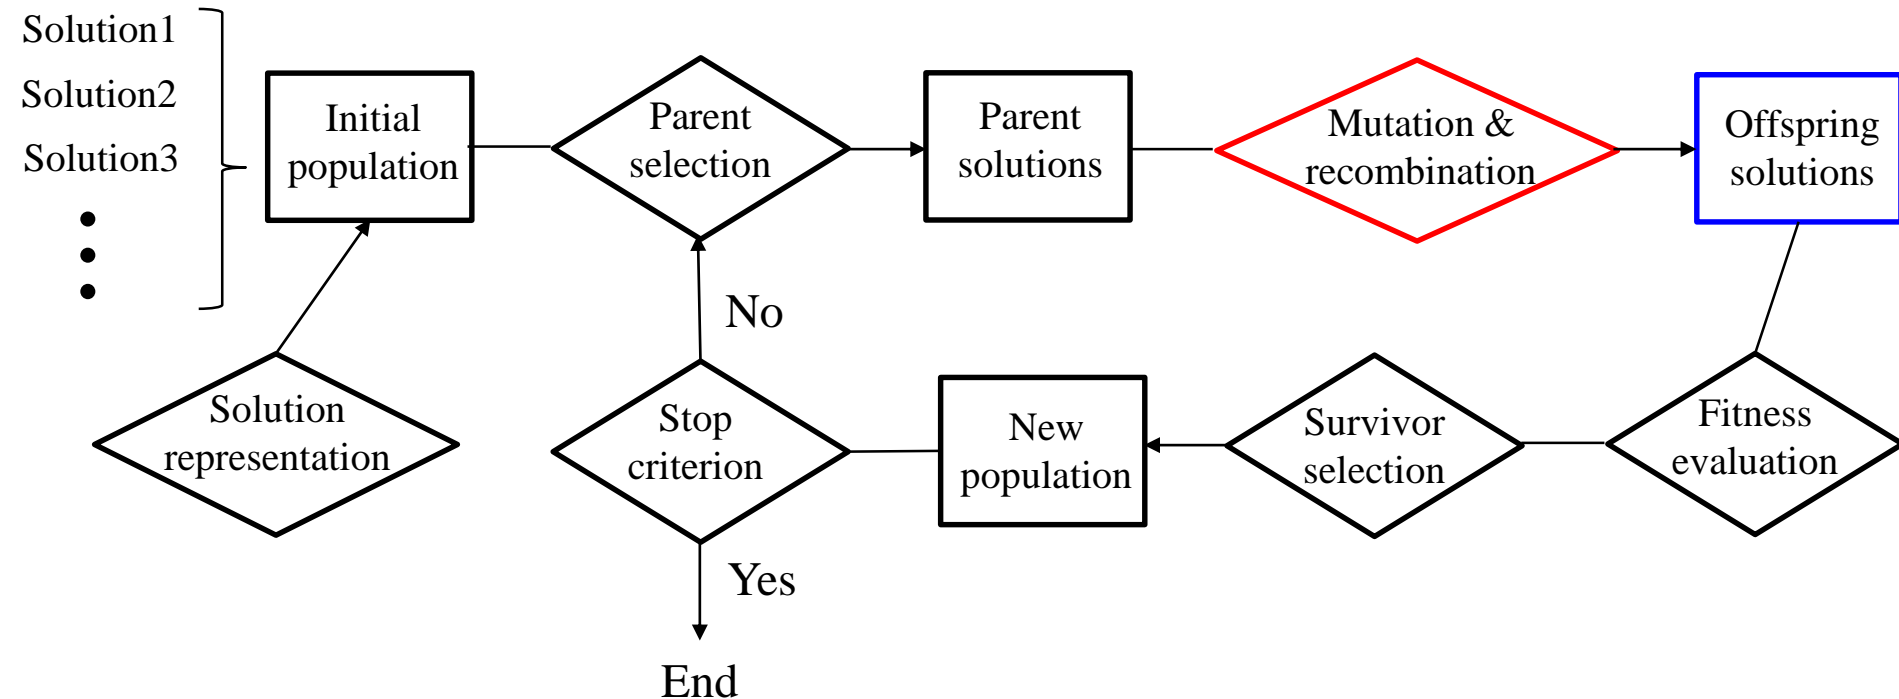 Solution1
Solution2
Solution3
Initial
population
Parent
selection
Parent
solutions
Mutation &
recombination
Offspring
solutions
No
Solution
representation
Stop
criterion
New
population
Survivor
selection
Fitness
evaluation
Yes
End